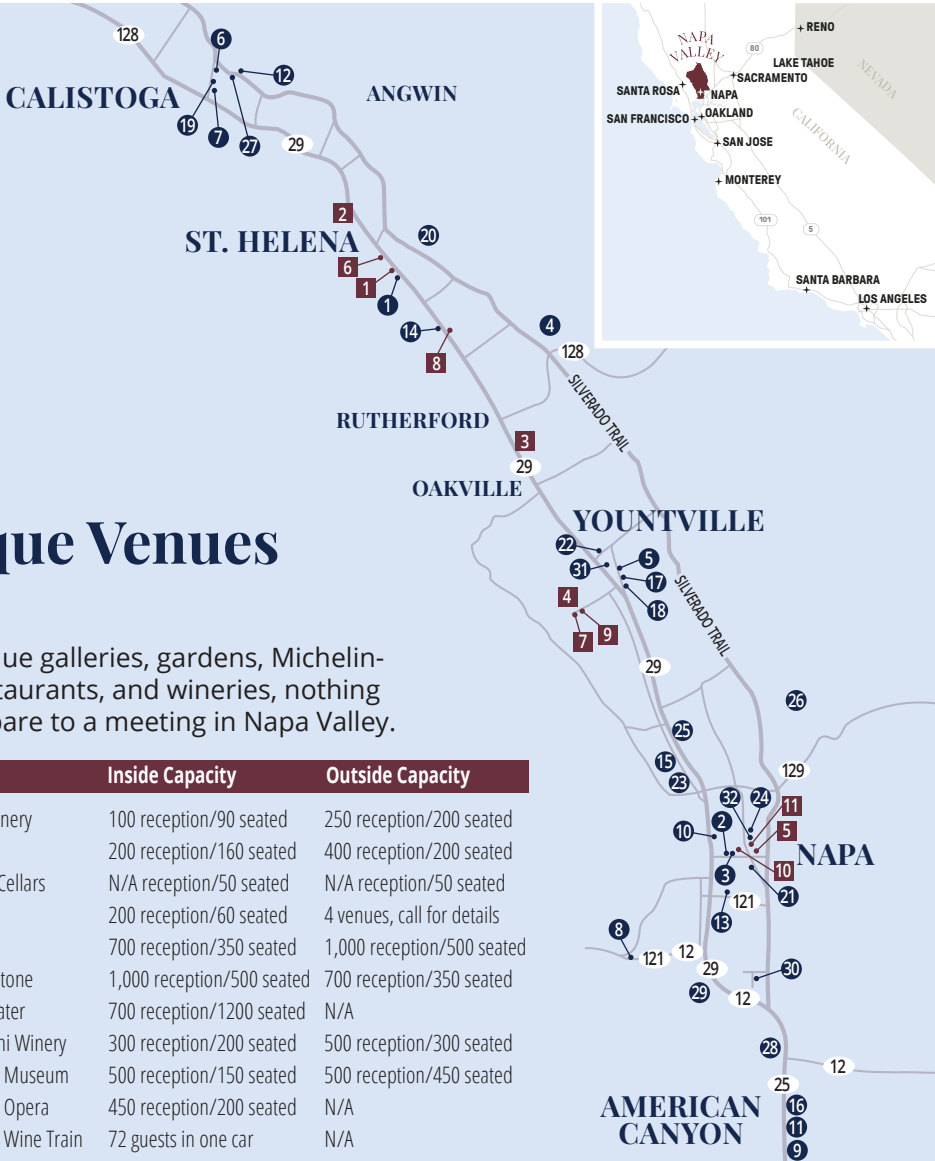 128
6
12
CALISTOGA
ANGWIN
19
7
27
29
2
ST. HELENA
20
6
1
1
14
8
4
128
SILVERADO TRAIL
RUTHERFORD
3
29
OAKVILLE
YOUNTVILLE
22
5
31
17
18
4
7
9
SILVERADO TRAIL
29
26
25
15
23
129
32
24
11
2
5
10
NAPA
10
3
21
121
13
8
121
12
29
30
29
12
28
12
25
AMERICAN
CANYON
16
11
9
RENO
NAPA
VALLEY
80
LAKE TAHOE
SACRAMENTO
NEVADA
SANTA ROSA
NAPA
SAN FRANCISCO
OAKLAND
CALIFORNIA
SAN JOSE
MONTEREY
101
5
SANTA BARBARA
LOS ANGELES
que Venues
ue galleries, gardens, Michelin-
taurants, and wineries, nothing
pare to a meeting in Napa Valley.
Inside Capacity Outside Capacity
nery 100 reception/90 seated 250 reception/200 seated
200 reception/160 seated 400 reception/200 seated
Cellars N/A reception/50 seated N/A reception/50 seated
200 reception/60 seated 4 venues, call for details
700 reception/350 seated 1,000 reception/500 seated
tone 1,000 reception/500 seated 700 reception/350 seated
ater 700 reception/1200 seated N/A
ni Winery 300 reception/200 seated 500 reception/300 seated
Museum 500 reception/150 seated 500 reception/450 seated
Opera 450 reception/200 seated N/A
Wine Train 72 guests in one car N/A